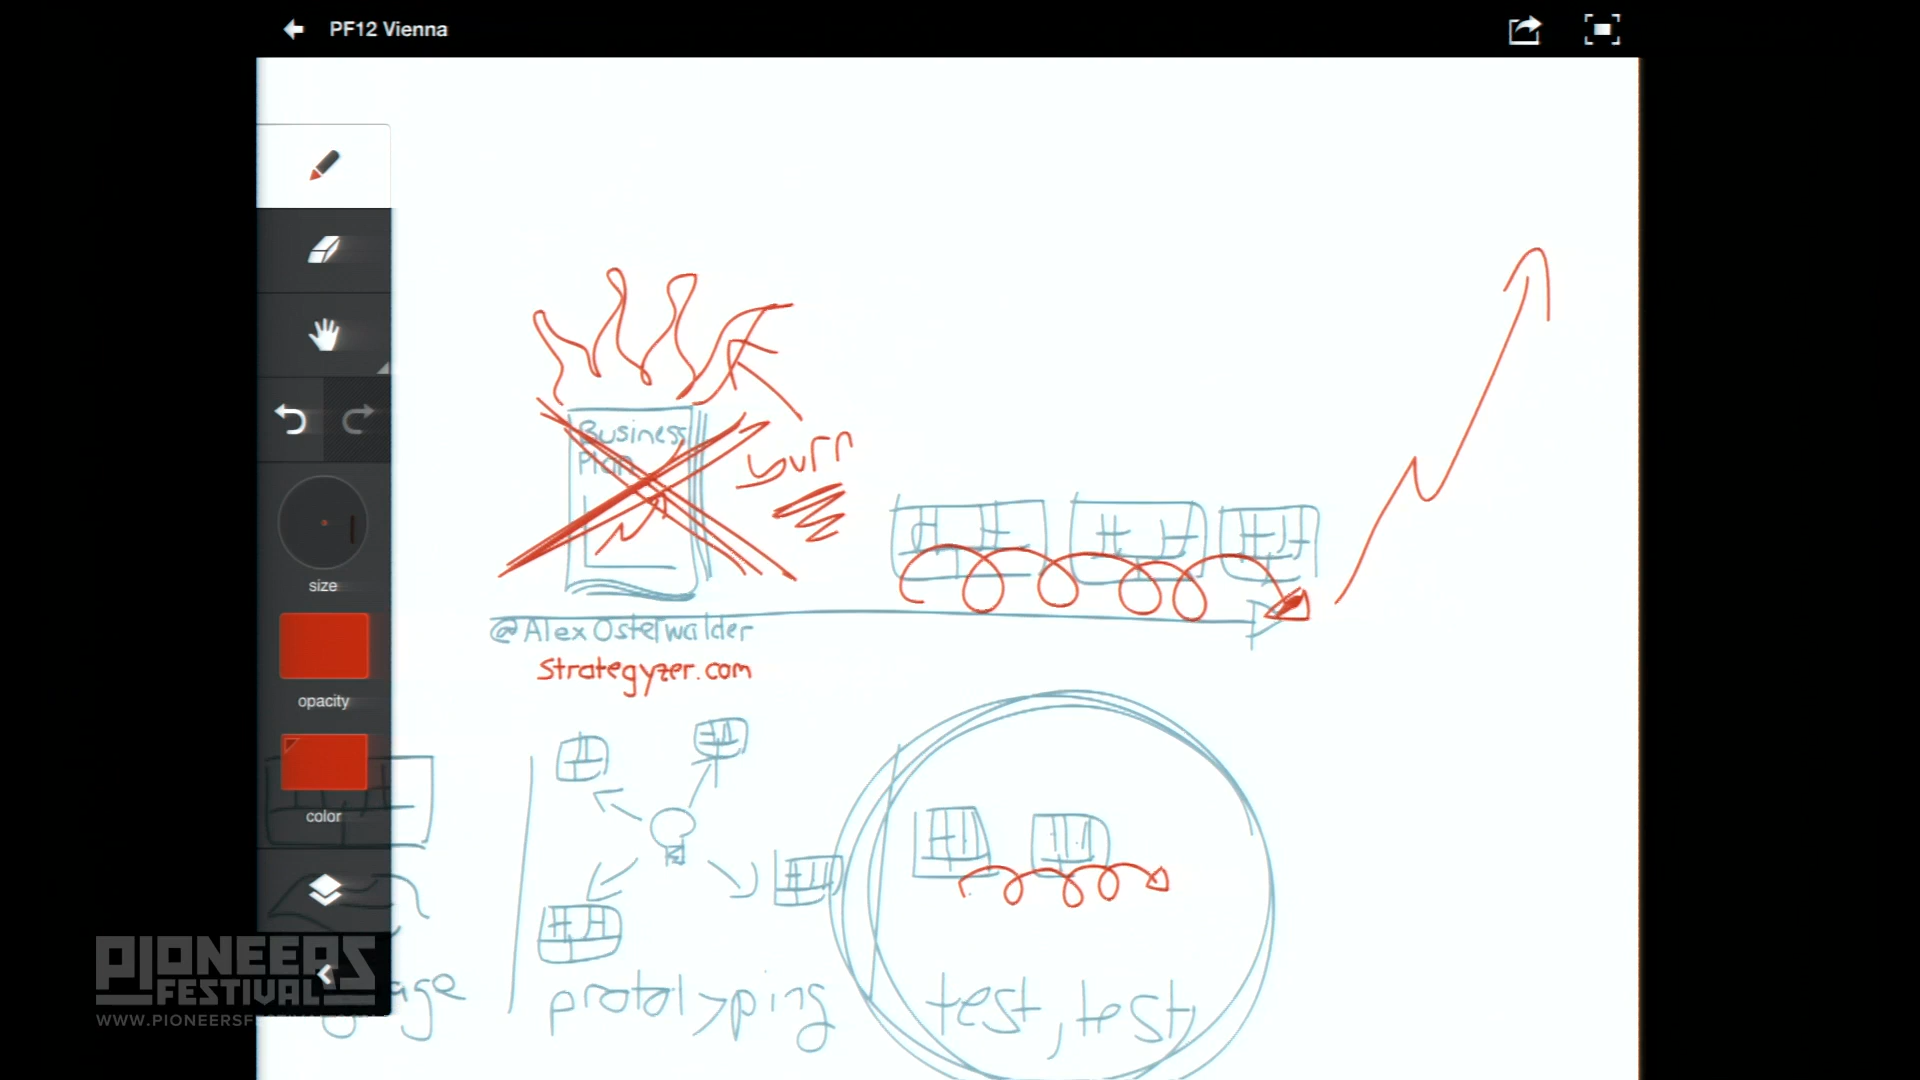 PF12 Vienna
Business
Plan
burn
@AlexOsterwalder
strategyzer.com
size
opacity
color
prototyping
test, test,
PIONEERS
FESTIVAL